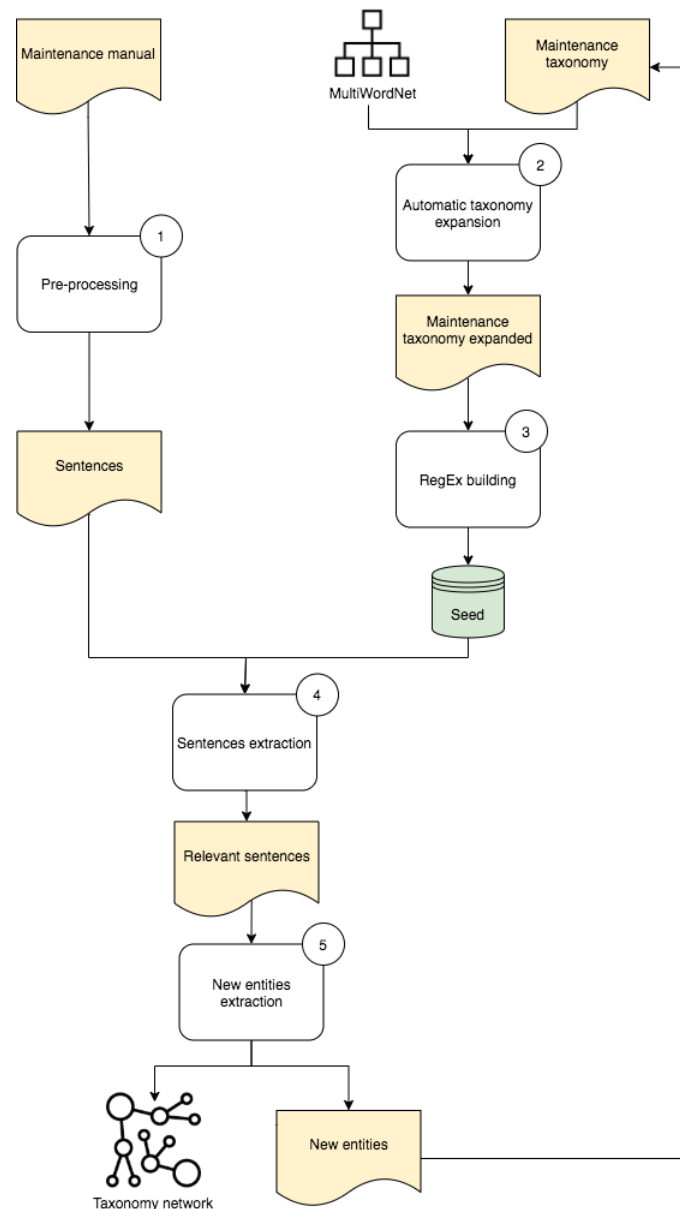 Maintenance manual
MultiWordNet
Maintenance
taxonomy
1
Pre-processing
2
Automatic taxonomy
expansion
Maintenance
taxonomy expanded
Sentences
3
RegEx building
Seed
4
Sentences extraction
Relevant sentences
5
New entities
extraction
Taxonomy network
New entities